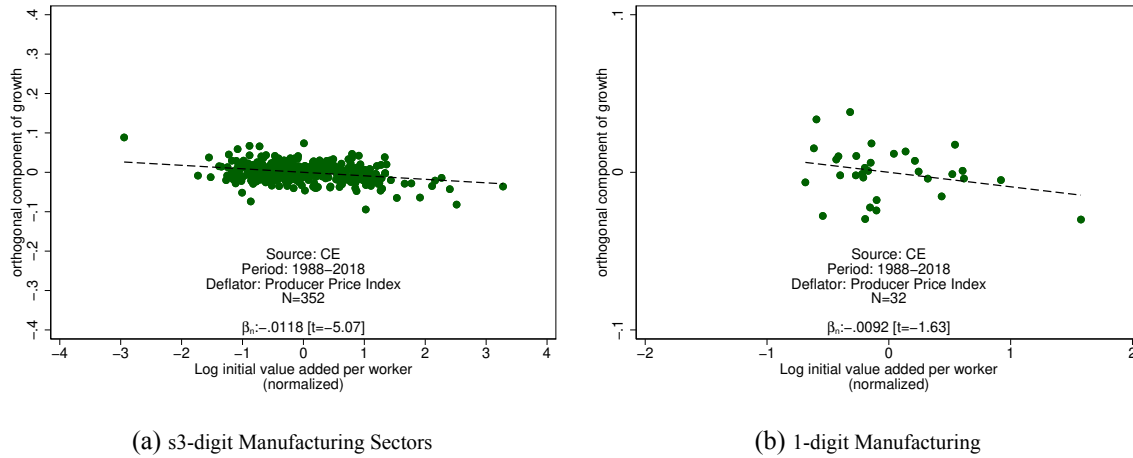 .4
.3
.2
.1
0
-.1
-.2
-.3
-.4
orthogonal component of growth
Source: CE
Period: 1988−2018
Deflator: Producer Price Index
N=352
βn:−.0118 [t=−5.07]
−4 −3 −2 −1 0 1 2 3 4
Log initial value added per worker
(normalized)
(a) s3-digit Manufacturing Sectors
.1
0
-.1
orthogonal component of growth
Source: CE
Period: 1988−2018
Deflator: Producer Price Index
N=32
βn:−.0092 [t=−1.63]
−2 −1 0 1 2
Log initial value added per worker
(normalized)
(b) 1-digit Manufacturing